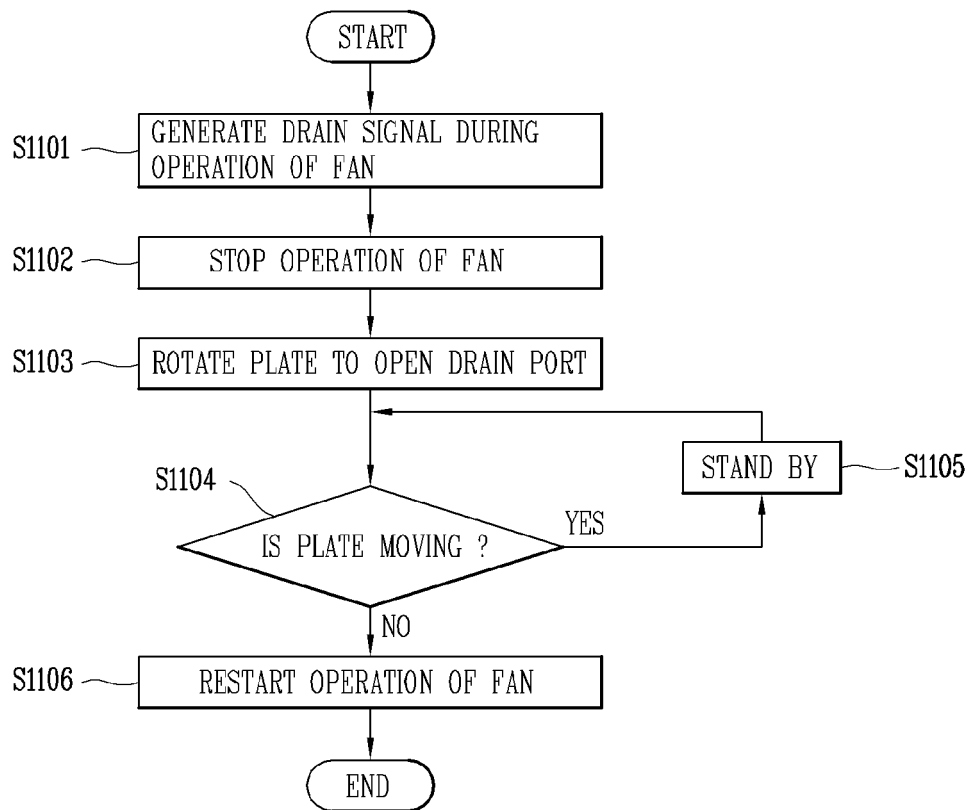 START
S1101
GENERATE DRAIN SIGNAL DURING
OPERATION OF FAN
S1102
STOP OPERATION OF FAN
S1103
ROTATE PLATE TO OPEN DRAIN PORT
STAND BY
S1105
S1104
IS PLATE MOVING ?
YES
NO
S1106
RESTART OPERATION OF FAN
END